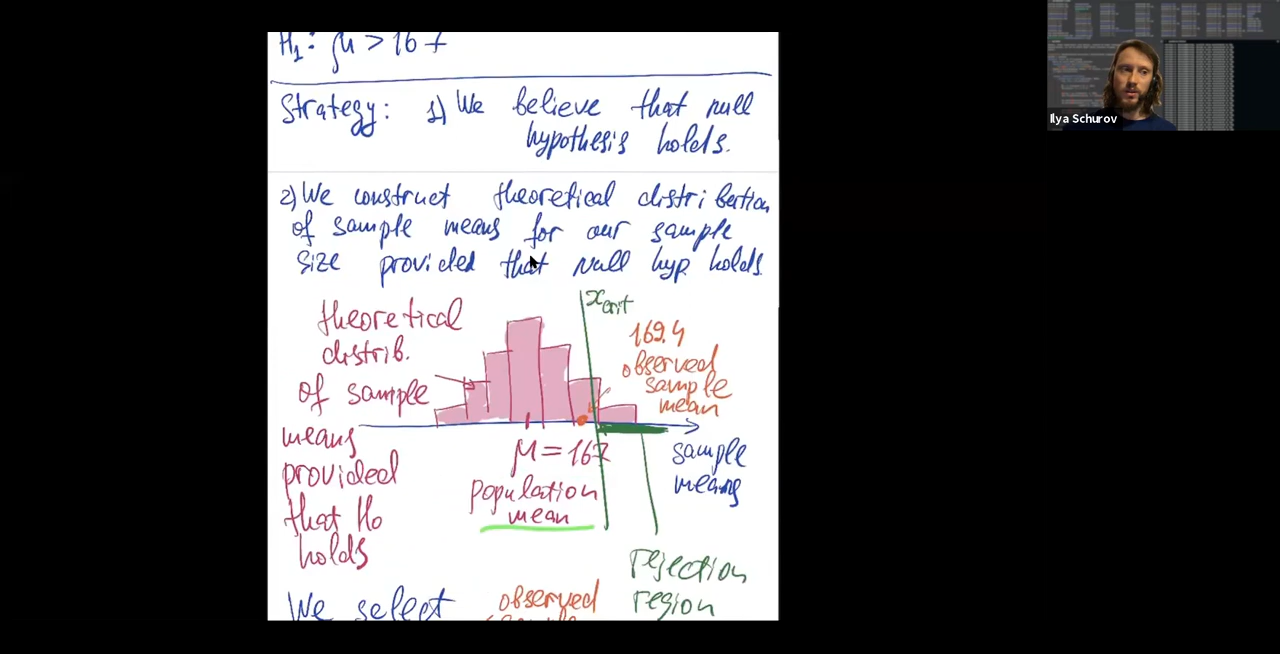 H₁: μ > 167
Strategy: 1) We believe that null
hypothesis holds.
2) We construct theoretical distribution
of sample means for our sample
size provided that null hyp. holds
theoretical
distrib.
of sample
means
provided
that H₀
holds
x_crit
169.4
observed
sample
mean
μ = 167
population
mean
sample
means
rejection
region
We select
observed
Ilya Schurov